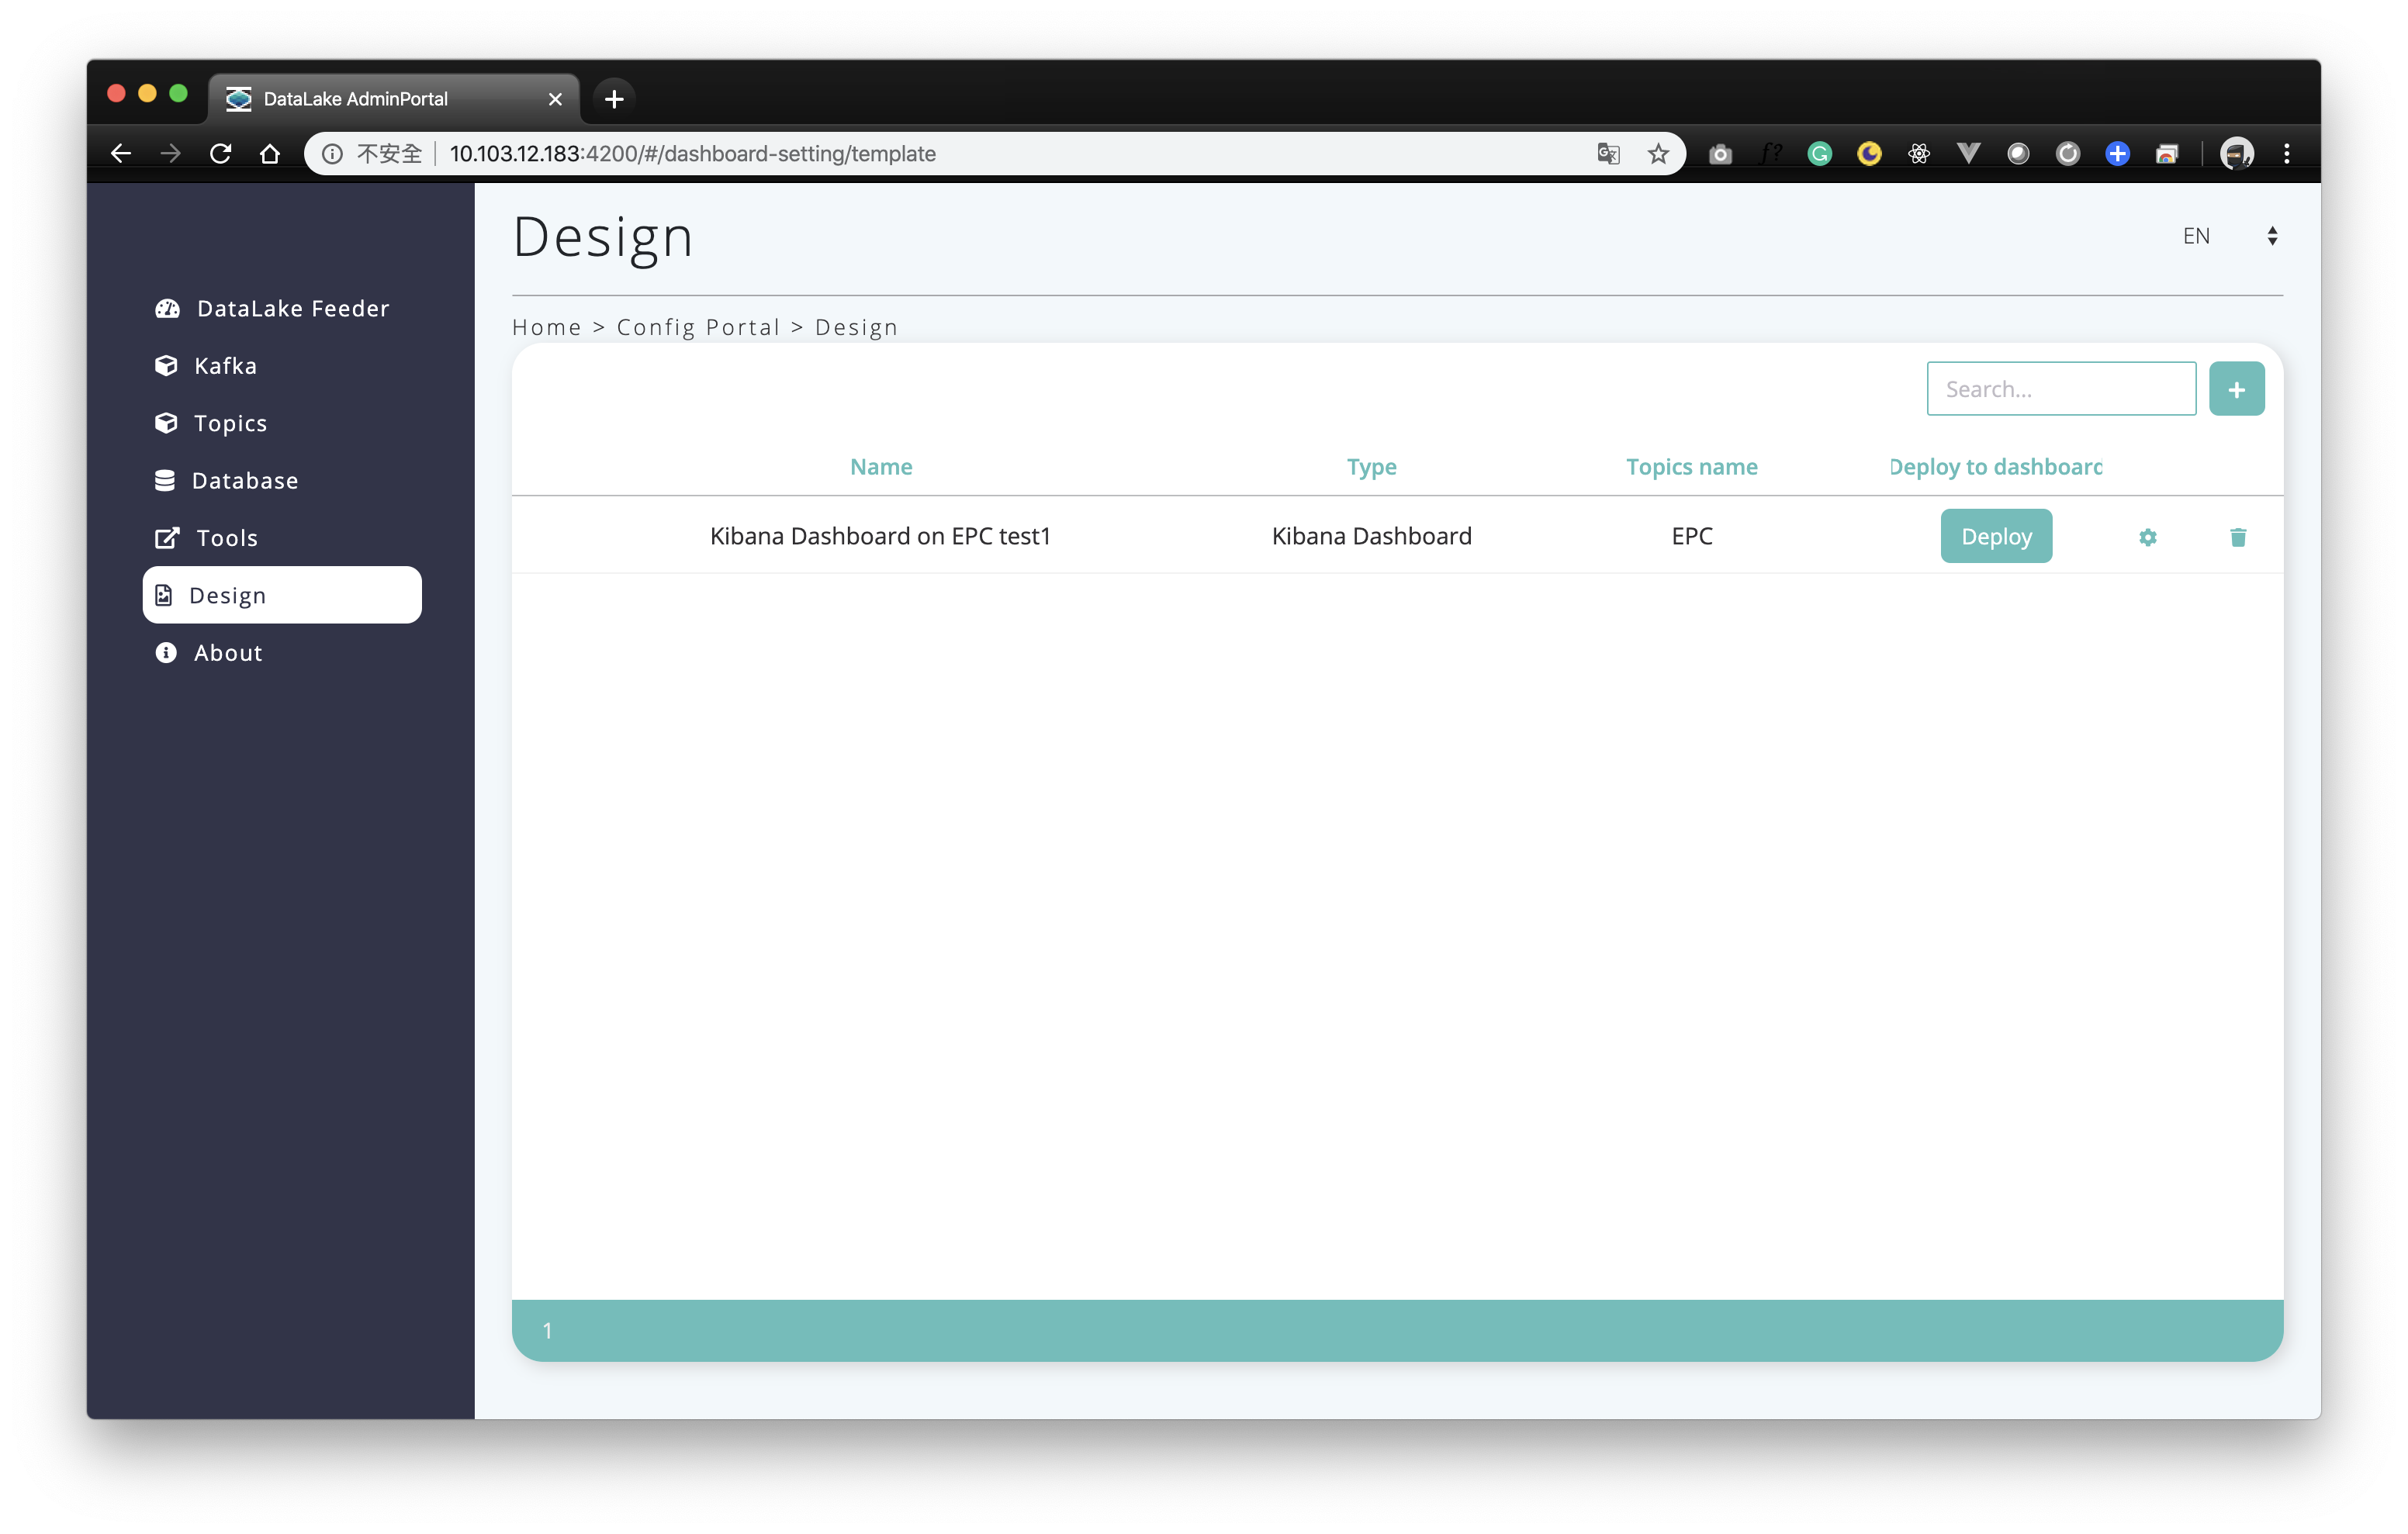 DataLake AdminPortal
不安全 10.103.12.183:4200/#/dashboard-setting/template
Design
EN
DataLake Feeder
Kafka
Topics
Database
Tools
Design
About
Home > Config Portal > Design
Search...
Name Type Topics name Deploy to dashboard
Kibana Dashboard on EPC test1 Kibana Dashboard EPC Deploy
1